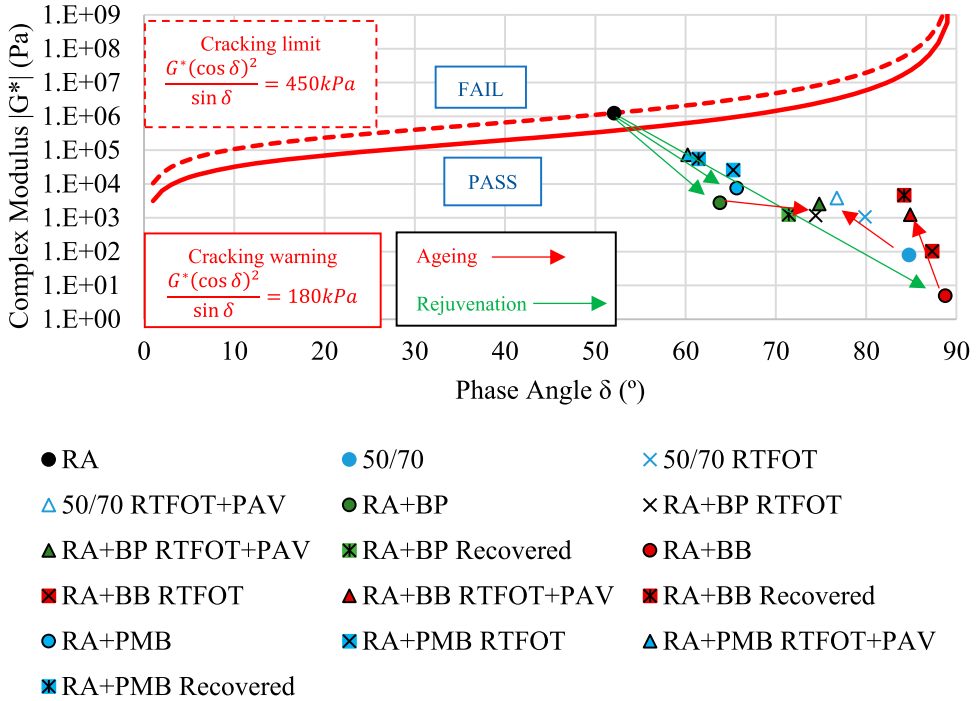 Complex Modulus |G*| (Pa)
1.E+09
1.E+08
1.E+07
1.E+06
1.E+05
1.E+04
1.E+03
1.E+02
1.E+01
1.E+00
Cracking limit
G*(cos δ)²
/ sin δ = 450kPa
FAIL
PASS
Cracking warning
G*(cos δ)²
/ sin δ = 180kPa
Ageing
Rejuvenation
0 10 20 30 40 50 60 70 80 90
Phase Angle δ (º)
RA 50/70 50/70 RTFOT
50/70 RTFOT+PAV RA+BP RA+BP RTFOT
RA+BP RTFOT+PAV RA+BP Recovered RA+BB
RA+BB RTFOT RA+BB RTFOT+PAV RA+BB Recovered
RA+PMB RA+PMB RTFOT RA+PMB RTFOT+PAV
RA+PMB Recovered